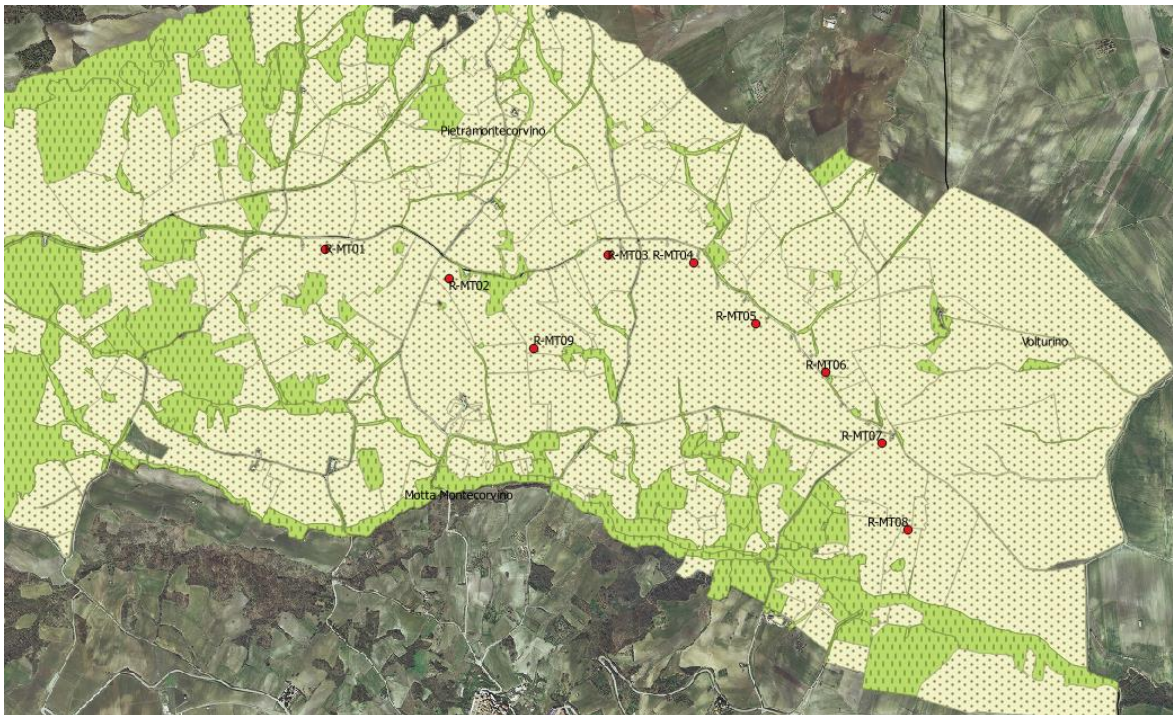 Pietramontecorvino
R-MT01
R-MT03
R-MT04
R-MT02
R-MT05
Volturino
R-MT09
R-MT06
R-MT07
Motta Montecorvino
R-MT08